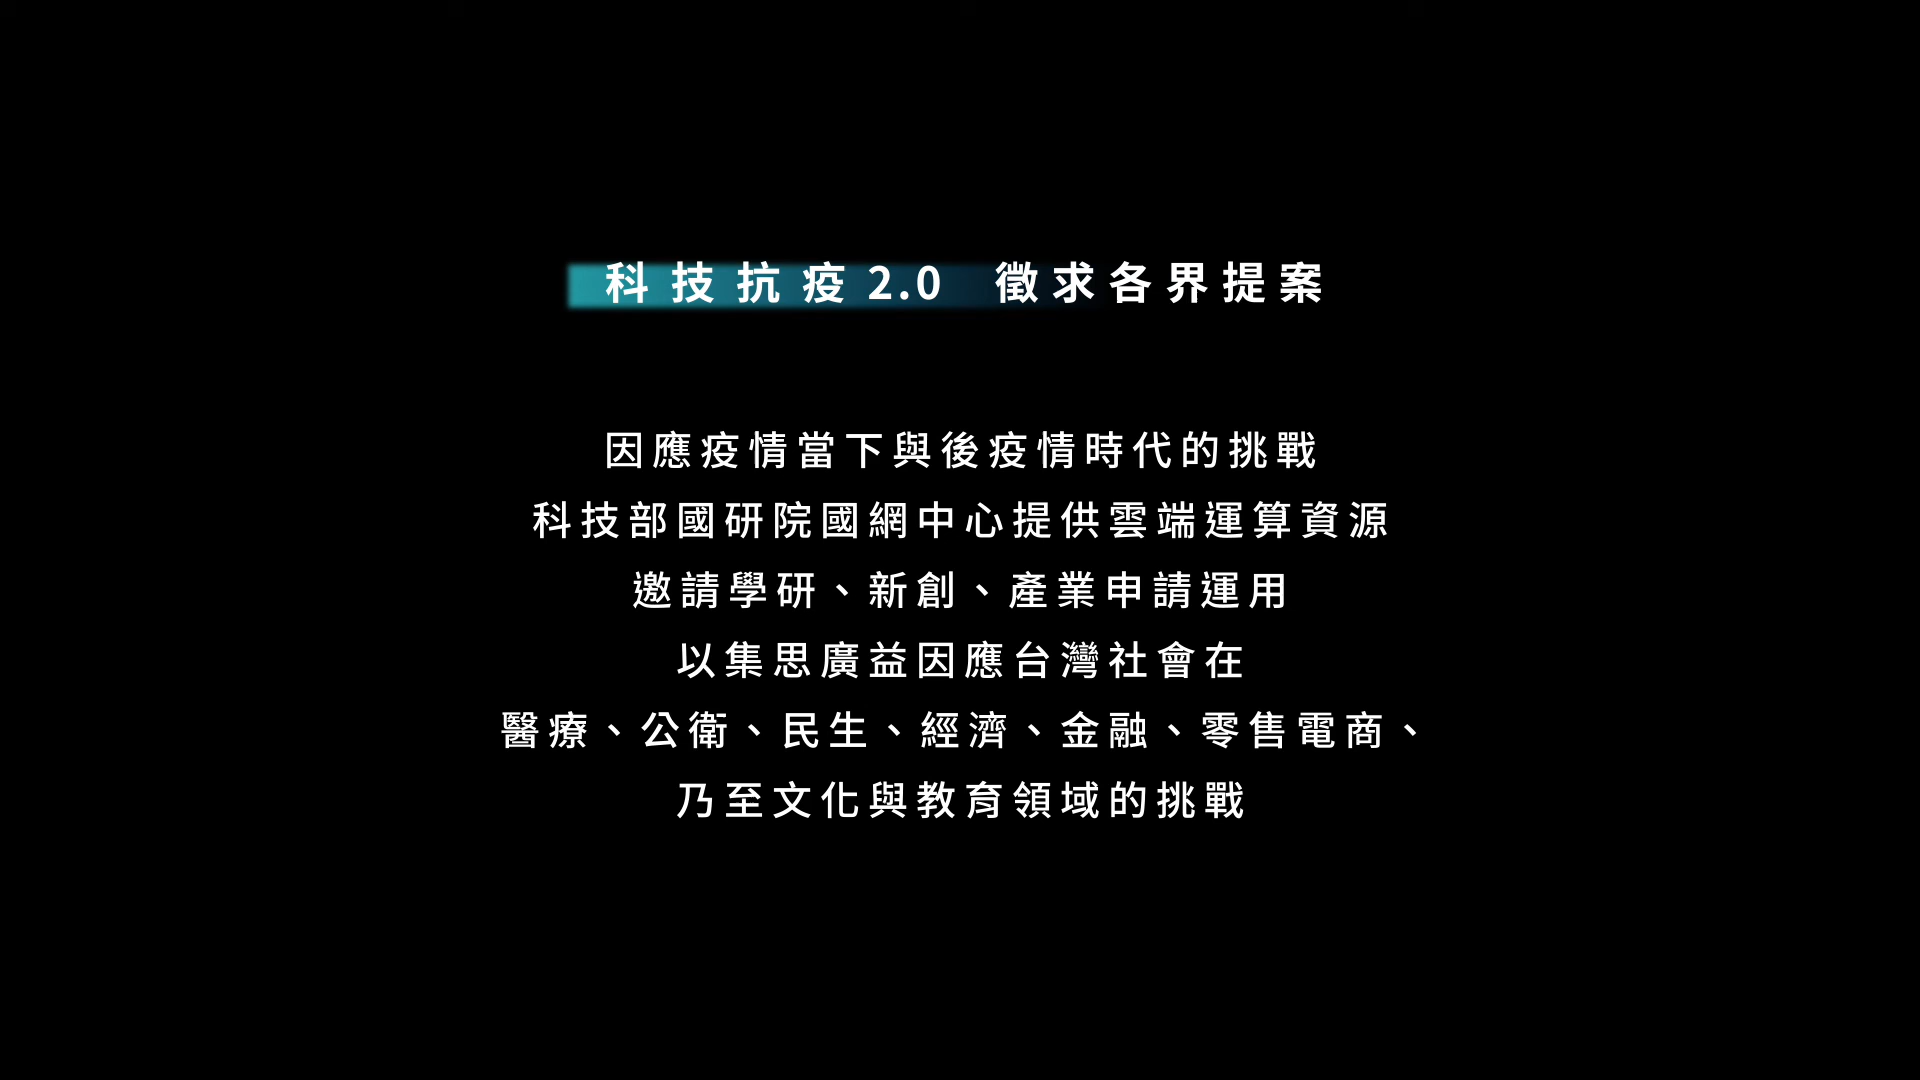 科技抗疫2.0 徵求各界提案
因應疫情當下與後疫情時代的挑戰
科技部國研院國網中心提供雲端運算資源
邀請學研、新創、產業申請運用
以集思廣益因應台灣社會在
醫療、公衛、民生、經濟、金融、零售電商、
乃至文化與教育領域的挑戰